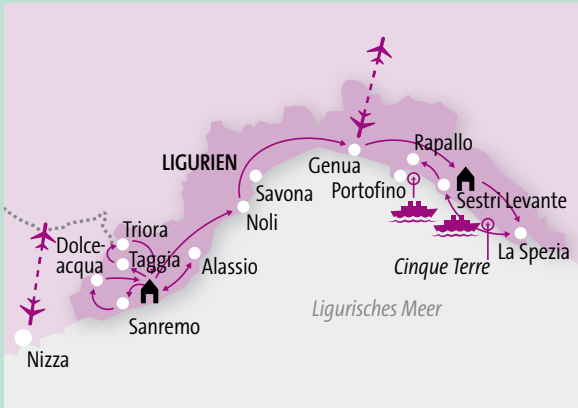 Rapallo
LIGURIEN
Genua
Portofino
Savona
Sestri Levante
Noli
Triora
Dolce-
acqua
Taggia
Alassio
La Spezia
Cinque Terre
Ligurisches Meer
Sanremo
Nizza